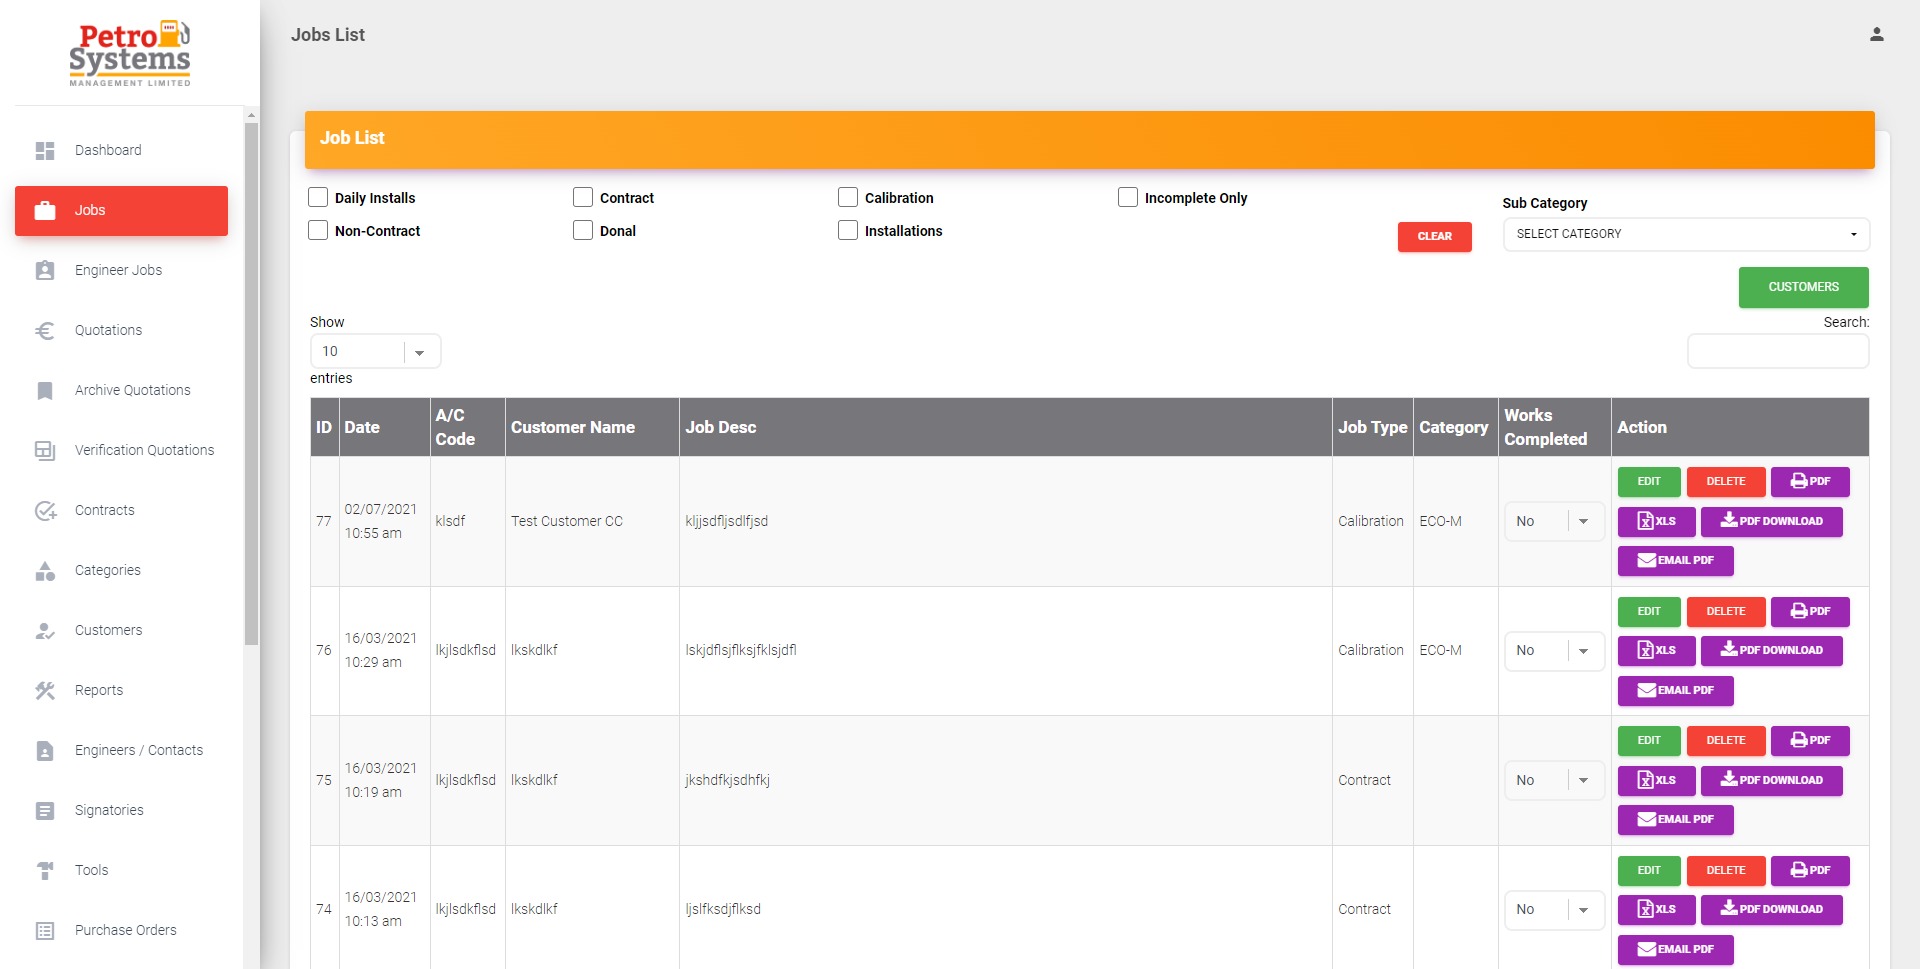 Petro
Systems
MANAGEMENT LIMITED
Jobs List
Dashboard
Jobs
Engineer Jobs
Quotations
Archive Quotations
Verification Quotations
Contracts
Categories
Customers
Reports
Engineers / Contacts
Signatories
Tools
Purchase Orders
Job List
Daily Installs Contract Calibration Incomplete Only
Non-Contract Donal Installations
CLEAR
Sub Category
SELECT CATEGORY
CUSTOMERS
Show
10
entries
Search:
ID Date A/C Code Customer Name Job Desc Job Type Category Works Completed Action
77 02/07/2021 10:55 am klsdf Test Customer CC kljjsdfljsdlfjsd Calibration ECO-M No
EDIT DELETE PDF
XLS PDF DOWNLOAD
EMAIL PDF
76 16/03/2021 10:29 am lkjlsdkflsd lkskdlkf lskjdflsjflksjfklsjdfl Calibration ECO-M No
EDIT DELETE PDF
XLS PDF DOWNLOAD
EMAIL PDF
75 16/03/2021 10:19 am lkjlsdkflsd lkskdlkf jkshdfkjsdhfkj Contract No
EDIT DELETE PDF
XLS PDF DOWNLOAD
EMAIL PDF
74 16/03/2021 10:13 am lkjlsdkflsd lkskdlkf ljslfksdjflksd Contract No
EDIT DELETE PDF
XLS PDF DOWNLOAD
EMAIL PDF